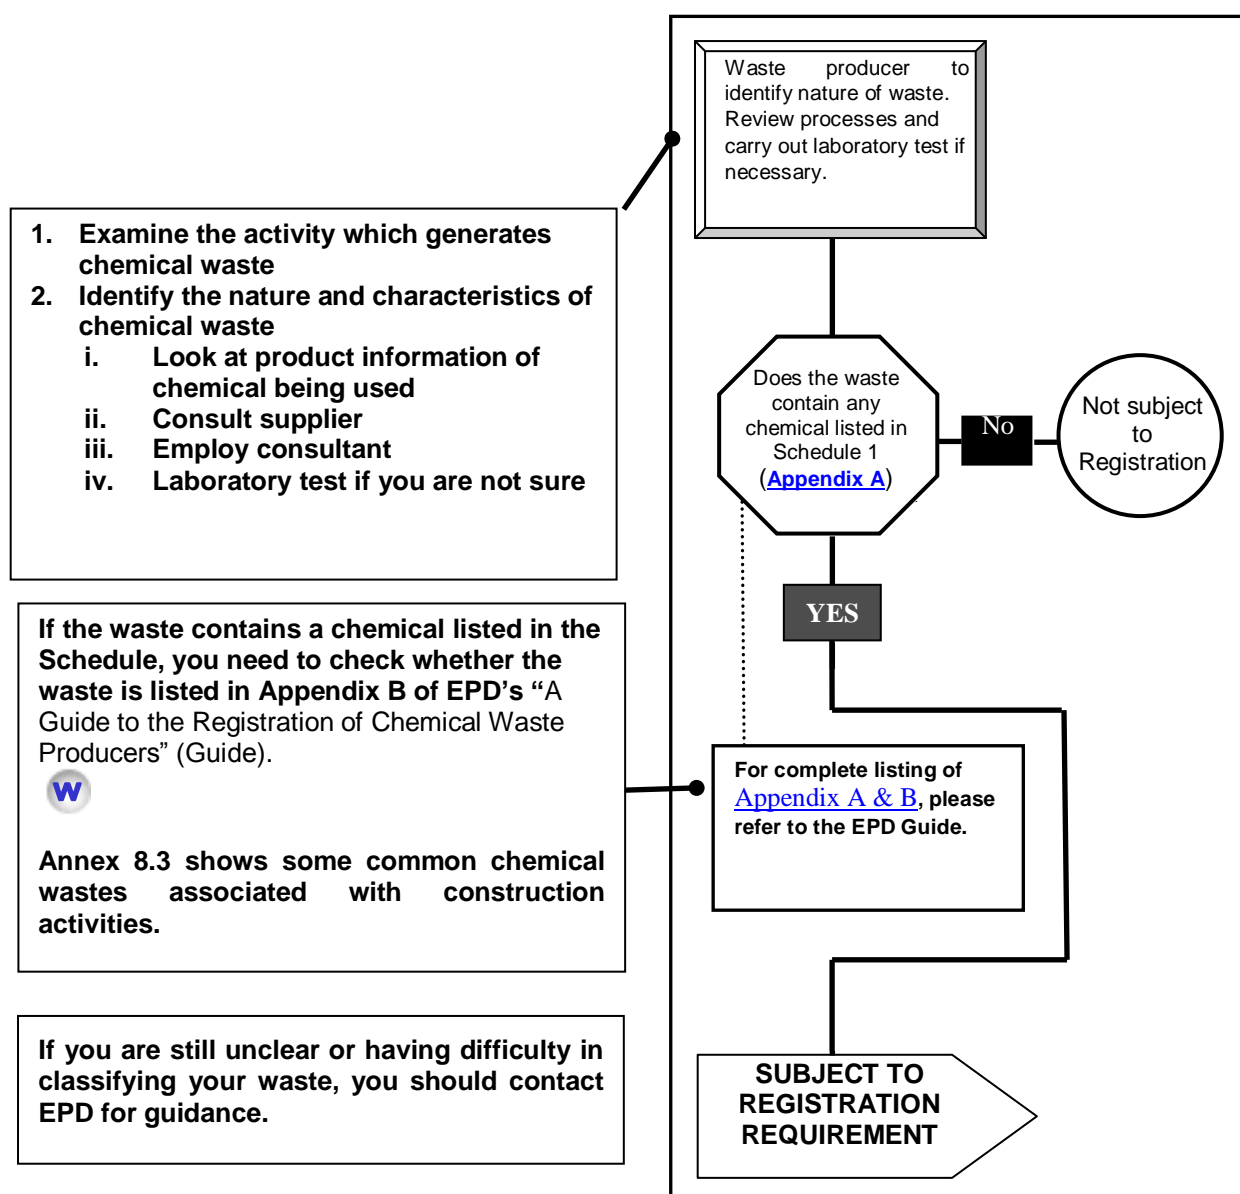 Waste producer to
identify nature of waste.
Review processes and
carry out laboratory test if
necessary.
1. Examine the activity which generates
chemical waste
2. Identify the nature and characteristics of
chemical waste
i. Look at product information of
chemical being used
ii. Consult supplier
iii. Employ consultant
iv. Laboratory test if you are not sure
Does the waste
contain any
chemical listed in
Schedule 1
(Appendix A)
No
Not subject
to
Registration
YES
If the waste contains a chemical listed in the
Schedule, you need to check whether the
waste is listed in Appendix B of EPD’s “A
Guide to the Registration of Chemical Waste
Producers” (Guide).
W
Annex 8.3 shows some common chemical
wastes associated with construction
activities.
For complete listing of
Appendix A & B, please
refer to the EPD Guide.
If you are still unclear or having difficulty in
classifying your waste, you should contact
EPD for guidance.
SUBJECT TO
REGISTRATION
REQUIREMENT